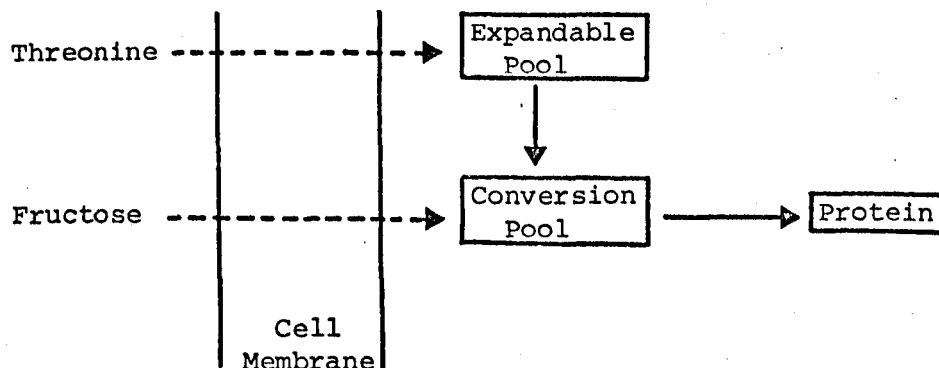 Threonine
Expandable
Pool
Fructose
Conversion
Pool
Protein
Cell
Membrane